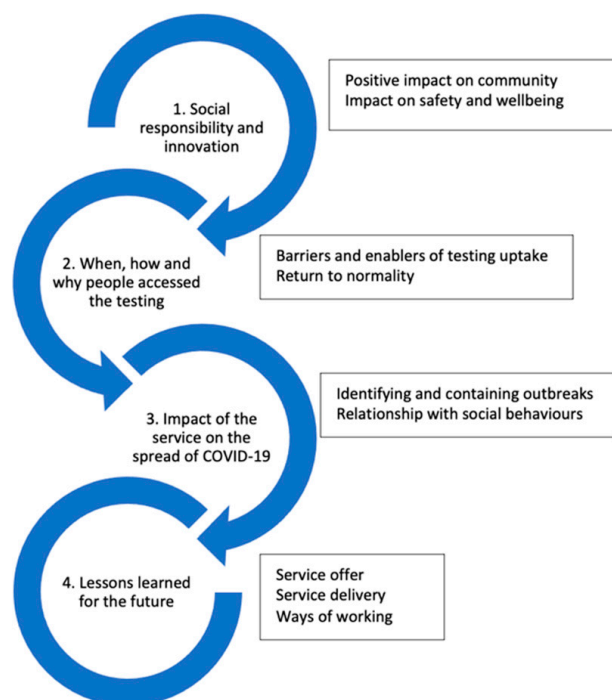 1. Social
responsibility and
innovation
Positive impact on community
Impact on safety and wellbeing
2. When, how and
why people accessed
the testing
Barriers and enablers of testing uptake
Return to normality
3. Impact of the
service on the
spread of COVID-19
Identifying and containing outbreaks
Relationship with social behaviours
4. Lessons learned
for the future
Service offer
Service delivery
Ways of working